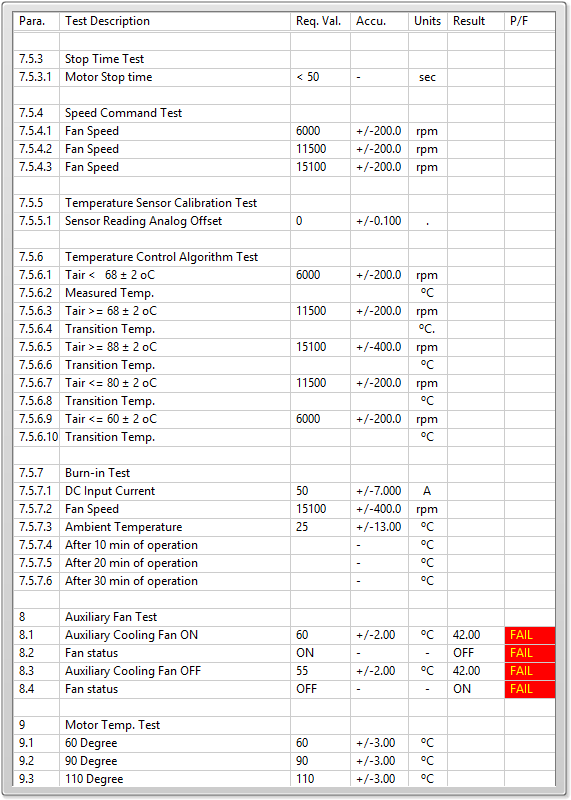 Para. Test Description Req. Val. Accu. Units Result P/F
7.5.3 Stop Time Test
7.5.3.1 Motor Stop time < 50 - sec
7.5.4 Speed Command Test
7.5.4.1 Fan Speed 6000 +/-200.0 rpm
7.5.4.2 Fan Speed 11500 +/-200.0 rpm
7.5.4.3 Fan Speed 15100 +/-200.0 rpm
7.5.5 Temperature Sensor Calibration Test
7.5.5.1 Sensor Reading Analog Offset 0 +/-0.100 .
7.5.6 Temperature Control Algorithm Test
7.5.6.1 Tair < 68 ± 2 oC 6000 +/-200.0 rpm
7.5.6.2 Measured Temp. ºC
7.5.6.3 Tair >= 68 ± 2 oC 11500 +/-200.0 rpm
7.5.6.4 Transition Temp. ºC.
7.5.6.5 Tair >= 88 ± 2 oC 15100 +/-400.0 rpm
7.5.6.6 Transition Temp. ºC
7.5.6.7 Tair <= 80 ± 2 oC 11500 +/-200.0 rpm
7.5.6.8 Transition Temp. ºC
7.5.6.9 Tair <= 60 ± 2 oC 6000 +/-200.0 rpm
7.5.6.10 Transition Temp. ºC
7.5.7 Burn-in Test
7.5.7.1 DC Input Current 50 +/-7.000 A
7.5.7.2 Fan Speed 15100 +/-400.0 rpm
7.5.7.3 Ambient Temperature 25 +/-13.00 ºC
7.5.7.4 After 10 min of operation - ºC
7.5.7.5 After 20 min of operation - ºC
7.5.7.6 After 30 min of operation - ºC
8 Auxiliary Fan Test
8.1 Auxiliary Cooling Fan ON 60 +/-2.00 ºC 42.00 FAIL
8.2 Fan status ON - - OFF FAIL
8.3 Auxiliary Cooling Fan OFF 55 +/-2.00 ºC 42.00 FAIL
8.4 Fan status OFF - - ON FAIL
9 Motor Temp. Test
9.1 60 Degree 60 +/-3.00 ºC
9.2 90 Degree 90 +/-3.00 ºC
9.3 110 Degree 110 +/-3.00 ºC